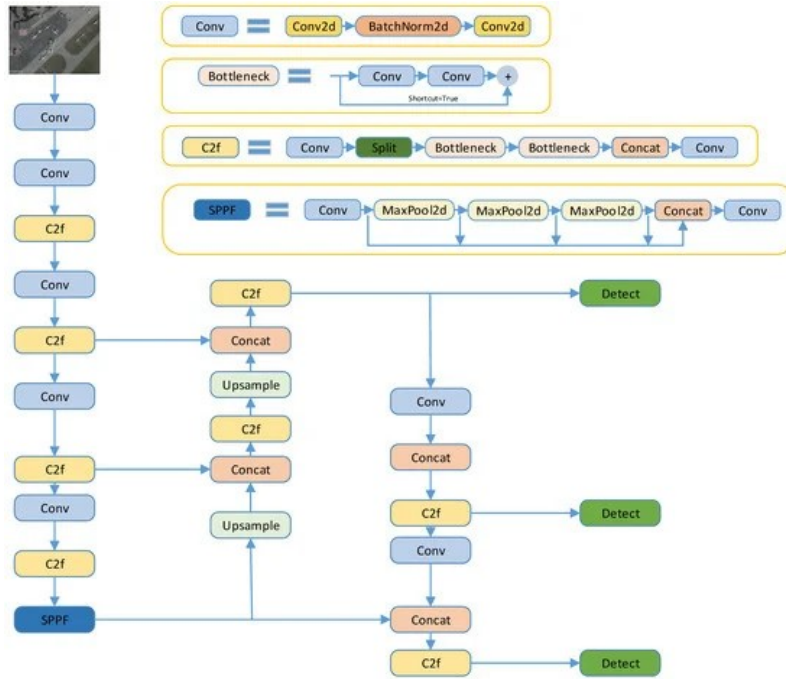 Conv Conv2d BatchNorm2d Conv2d
Bottleneck Conv Conv +
Shortcut=True
C2f Conv Split Bottleneck Bottleneck Concat Conv
SPPF Conv MaxPool2d MaxPool2d MaxPool2d Concat Conv
Conv
Conv
C2f
Conv
C2f
Conv
C2f
Conv
C2f
SPPF
C2f
Concat
Upsample
C2f
Concat
Upsample
Conv
Concat
C2f
Conv
Concat
C2f
Detect
Detect
Detect